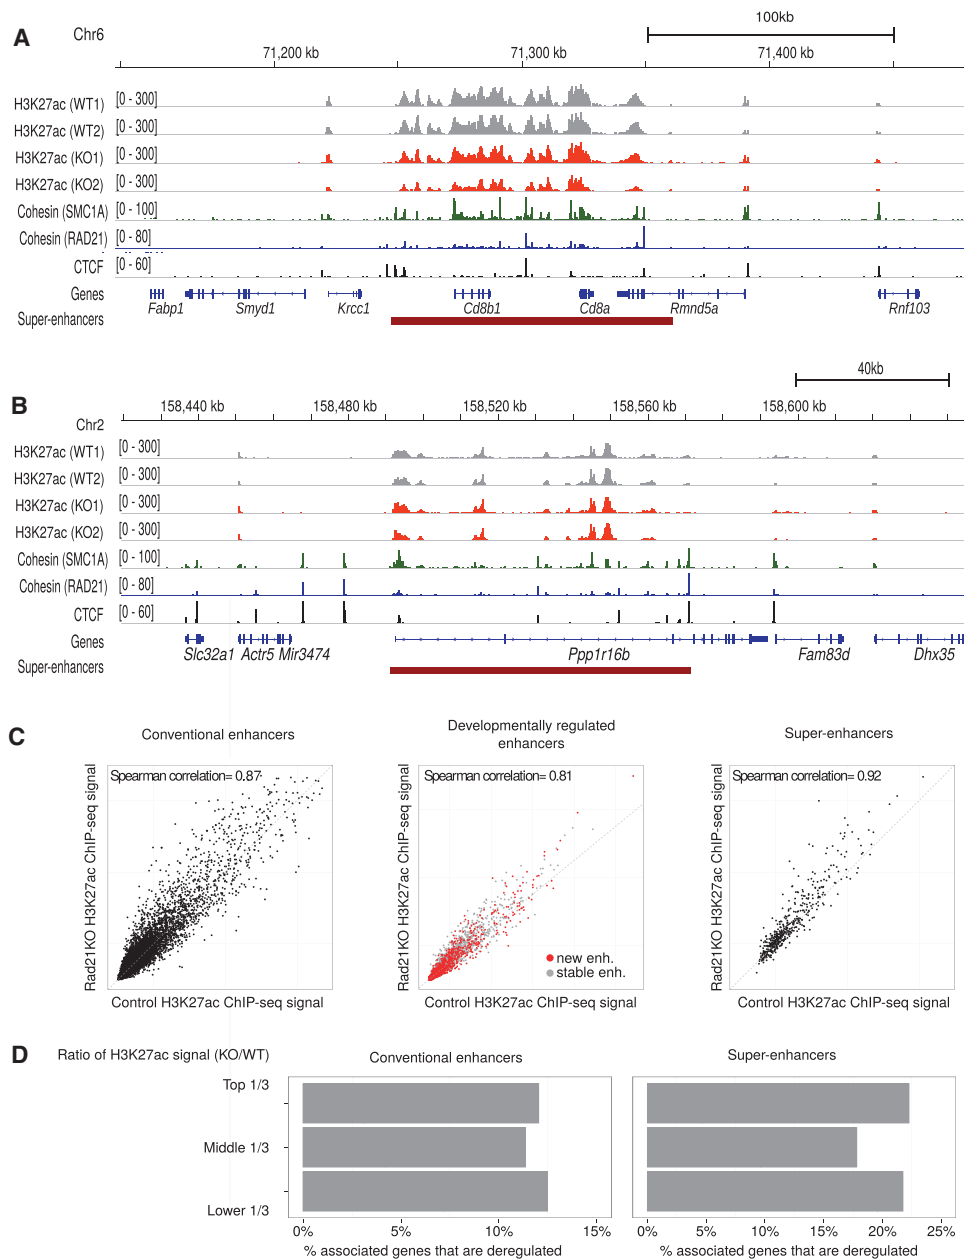 A
Chr6
100kb
71,200 kb 71,300 kb 71,400 kb
H3K27ac (WT1) [0 - 300]
H3K27ac (WT2) [0 - 300]
H3K27ac (KO1) [0 - 300]
H3K27ac (KO2) [0 - 300]
Cohesin (SMC1A) [0 - 100]
Cohesin (RAD21) [0 - 80]
CTCF [0 - 60]
Genes
Fabp1 Smyd1 Krcc1 Cd8b1 Cd8a Rmnd5a Rnf103
Super-enhancers
40kb
B
158,440 kb 158,480 kb 158,520 kb 158,560 kb 158,600 kb
Chr2
H3K27ac (WT1) [0 - 300]
H3K27ac (WT2) [0 - 300]
H3K27ac (KO1) [0 - 300]
H3K27ac (KO2) [0 - 300]
Cohesin (SMC1A) [0 - 100]
Cohesin (RAD21) [0 - 80]
CTCF [0 - 60]
Genes
Slc32a1 Actr5 Mir3474 Ppp1r16b Fam83d Dhx35
Super-enhancers
C
Conventional enhancers
Spearman correlation= 0.87
Rad21KO H3K27ac ChIP-seq signal
Control H3K27ac ChIP-seq signal
Developmentally regulated
enhancers
Spearman correlation= 0.81
new enh.
stable enh.
Rad21KO H3K27ac ChIP-seq signal
Control H3K27ac ChIP-seq signal
Super-enhancers
Spearman correlation= 0.92
Rad21KO H3K27ac ChIP-seq signal
Control H3K27ac ChIP-seq signal
D
Ratio of H3K27ac signal (KO/WT)
Conventional enhancers
Super-enhancers
Top 1/3
Middle 1/3
Lower 1/3
0% 5% 10% 15%
% associated genes that are deregulated
0% 5% 10% 15% 20% 25%
% associated genes that are deregulated